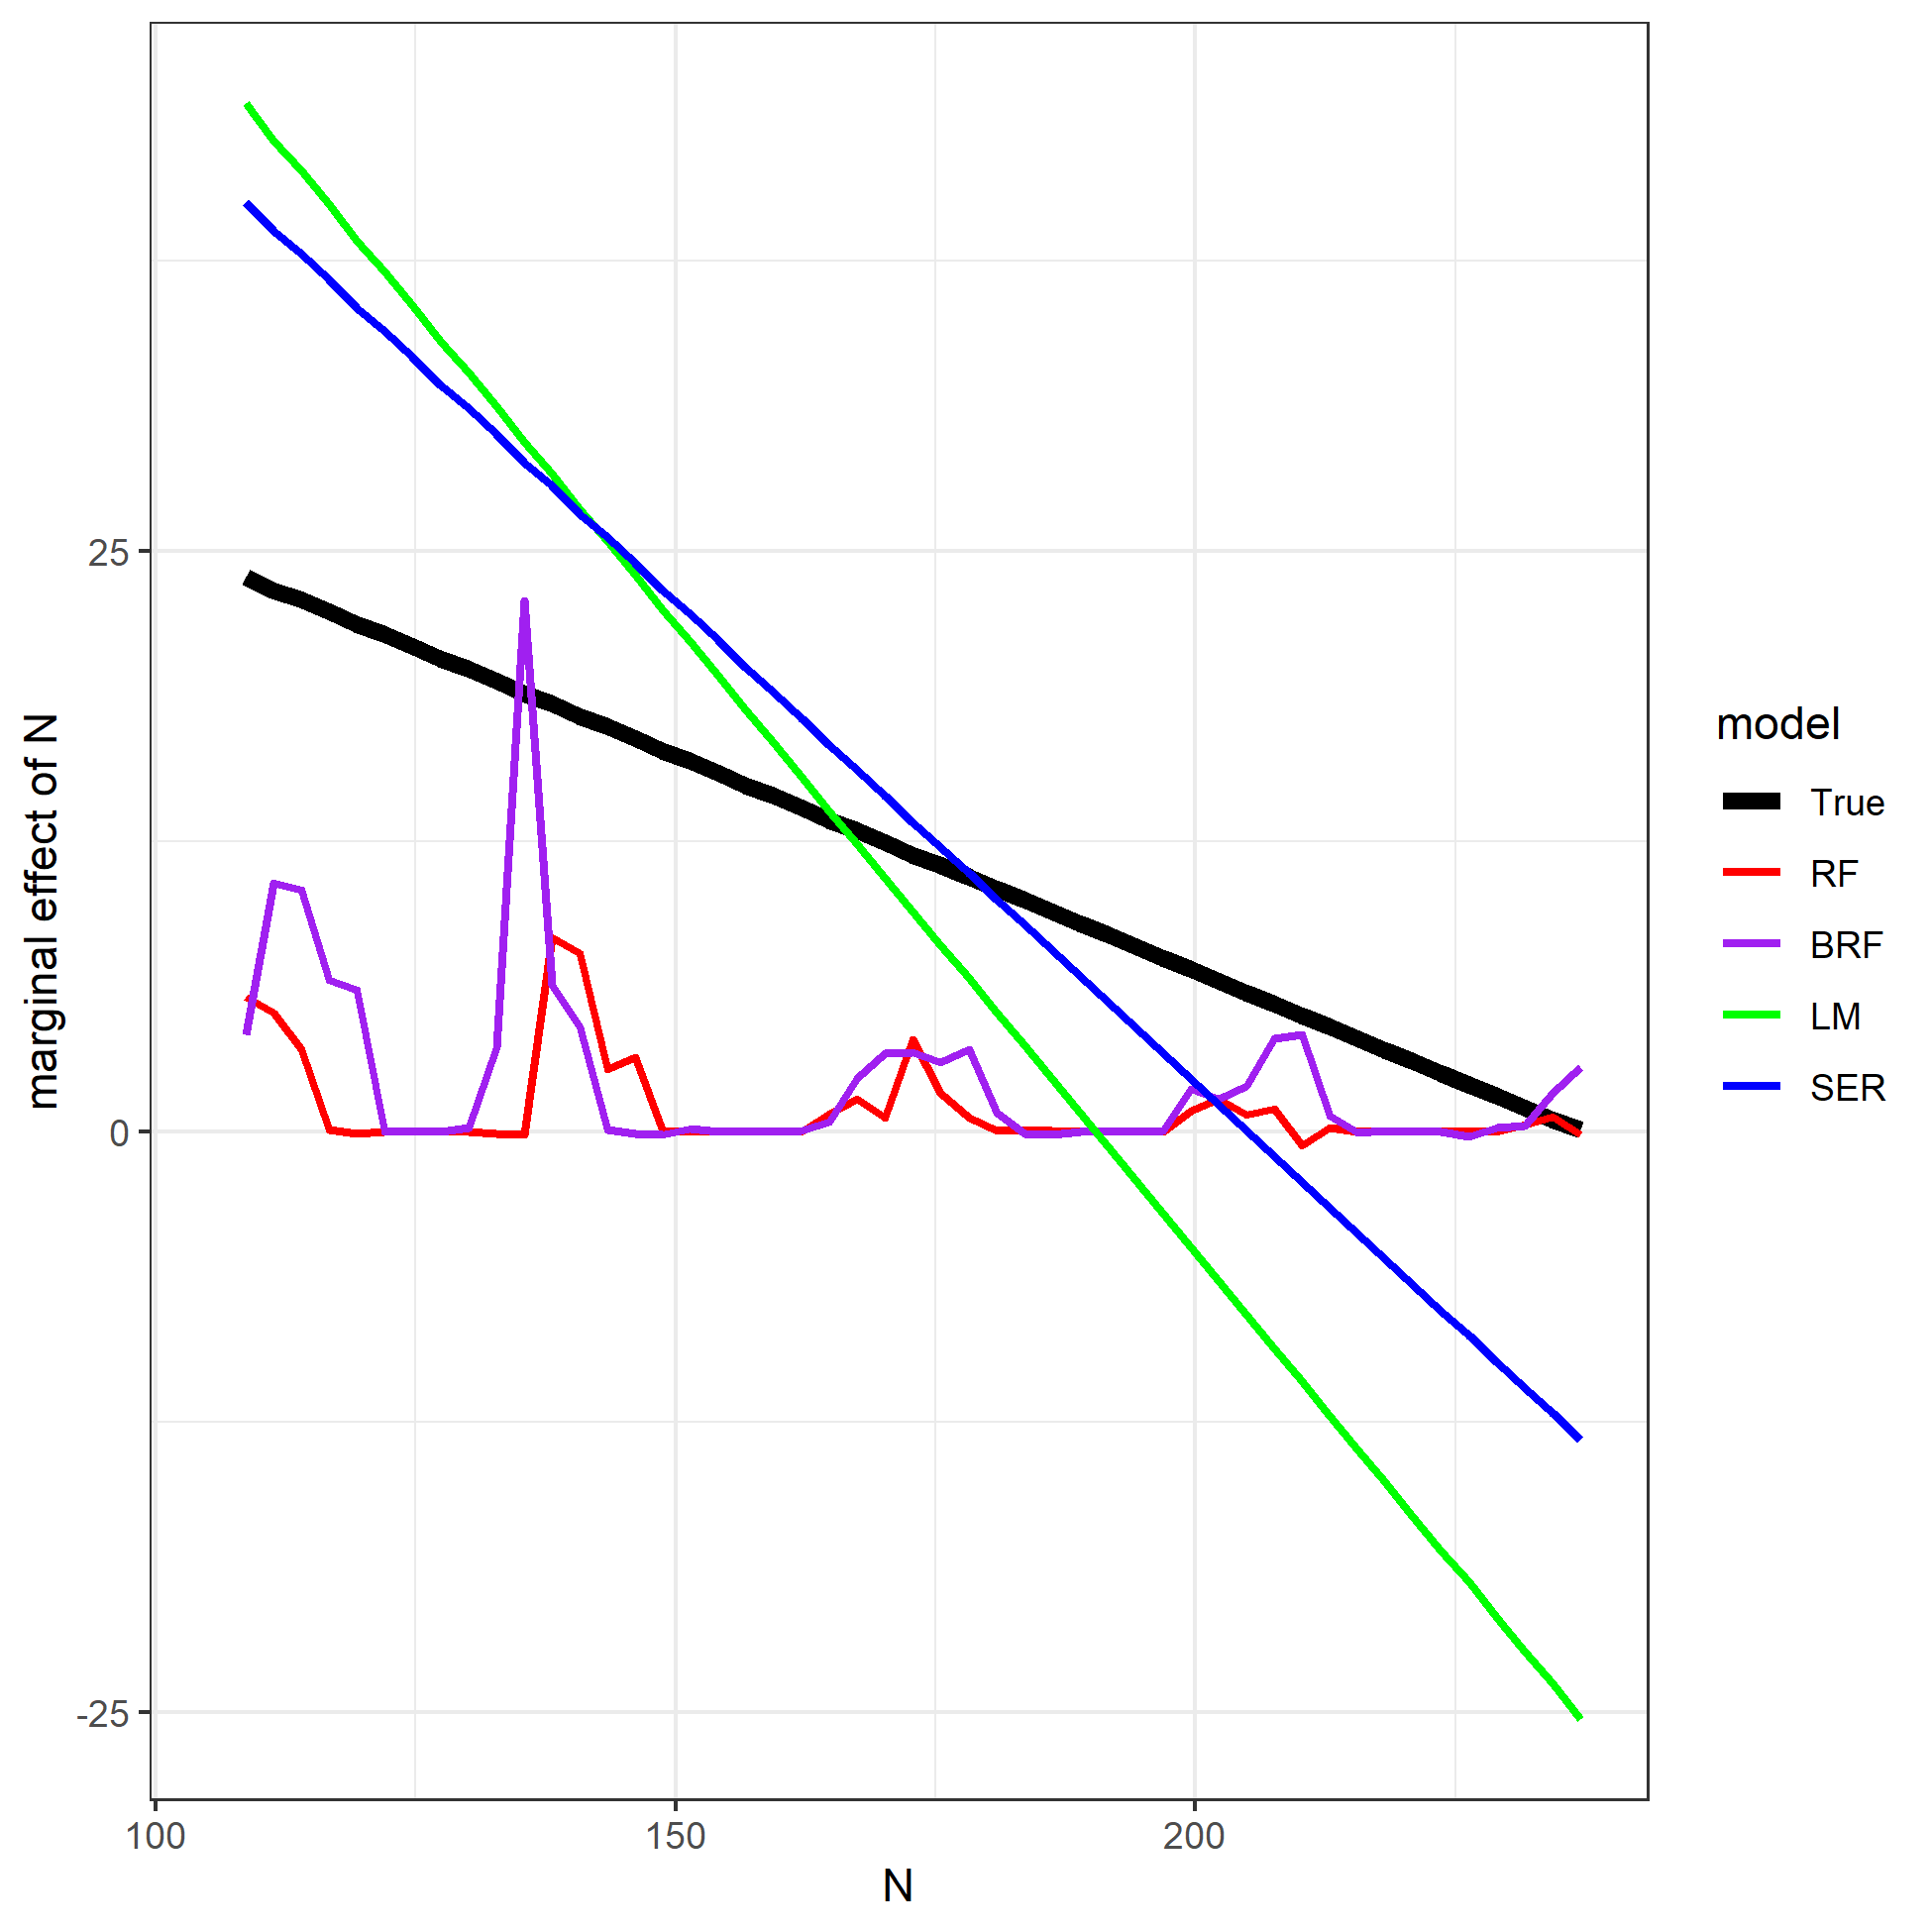 marginal effect of N
25
0
-25
100
150
200
N
model
True
RF
BRF
LM
SER